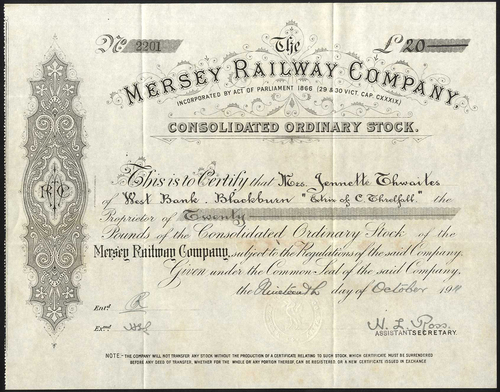 No 2201
£20
The
MERSEY RAILWAY COMPANY.
INCORPORATED BY ACT OF PARLIAMENT 1866 (29 & 30 VICT. CAP. CXXXIX)
CONSOLIDATED ORDINARY STOCK.
This is to Certify that Mrs. Jennette Thwaites
of West Bank. Blackburn "Extrix of C. Threlfall" the
Proprietor of Twenty
Pounds of the Consolidated Ordinary Stock of the
Mersey Railway Company, subject to the Regulations of the said Company.
Given under the Common Seal of the said Company,
the Nineteenth day of October 191
Entd.
Exmd.
N. L. Ross.
ASSISTANT SECRETARY.
NOTE - THE COMPANY WILL NOT TRANSFER ANY STOCK WITHOUT THE PRODUCTION OF A CERTIFICATE RELATING TO SUCH STOCK, WHICH CERTIFICATE MUST BE SURRENDERED
BEFORE ANY DEED OF TRANSFER, WHETHER FOR THE WHOLE OR ANY PORTION THEREOF, CAN BE REGISTERED, OR A NEW CERTIFICATE ISSUED IN EXCHANGE